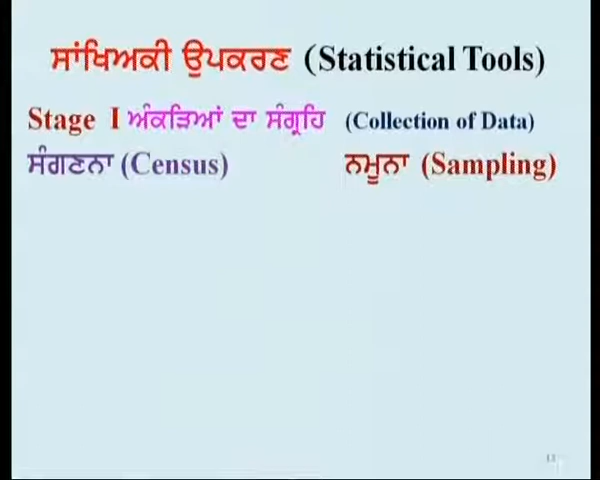 ਸਾਂਖਿਅਕੀ ਉਪਕਰਣ (Statistical Tools)
Stage I ਅੰਕੜਿਆਂ ਦਾ ਸੰਗ੍ਰਹਿ (Collection of Data)
ਸੰਗਣਨਾ (Census) ਨਮੂਨਾ (Sampling)